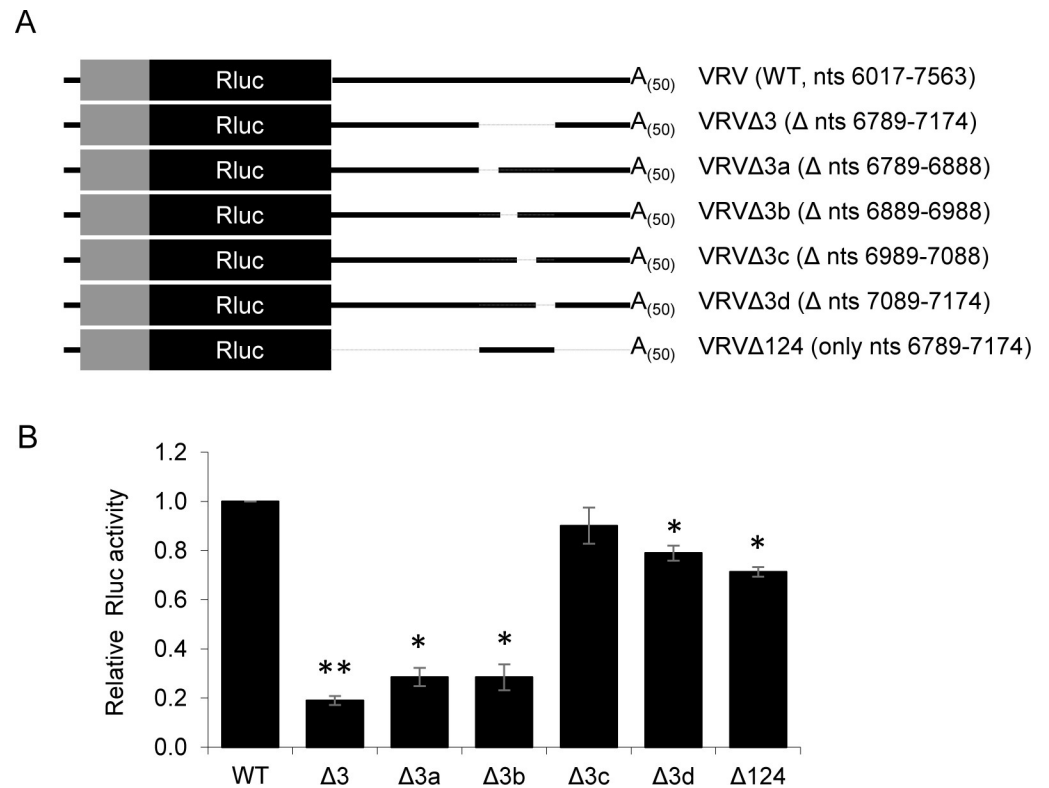 A
Rluc A(50) VRV (WT, nts 6017-7563)
Rluc A(50) VRVΔ3 (Δ nts 6789-7174)
Rluc A(50) VRVΔ3a (Δ nts 6789-6888)
Rluc A(50) VRVΔ3b (Δ nts 6889-6988)
Rluc A(50) VRVΔ3c (Δ nts 6989-7088)
Rluc A(50) VRVΔ3d (Δ nts 7089-7174)
Rluc A(50) VRVΔ124 (only nts 6789-7174)
B
Relative Rluc activity
1.2
1.0
0.8
0.6
0.4
0.2
0.0
** * * * *
WT Δ3 Δ3a Δ3b Δ3c Δ3d Δ124